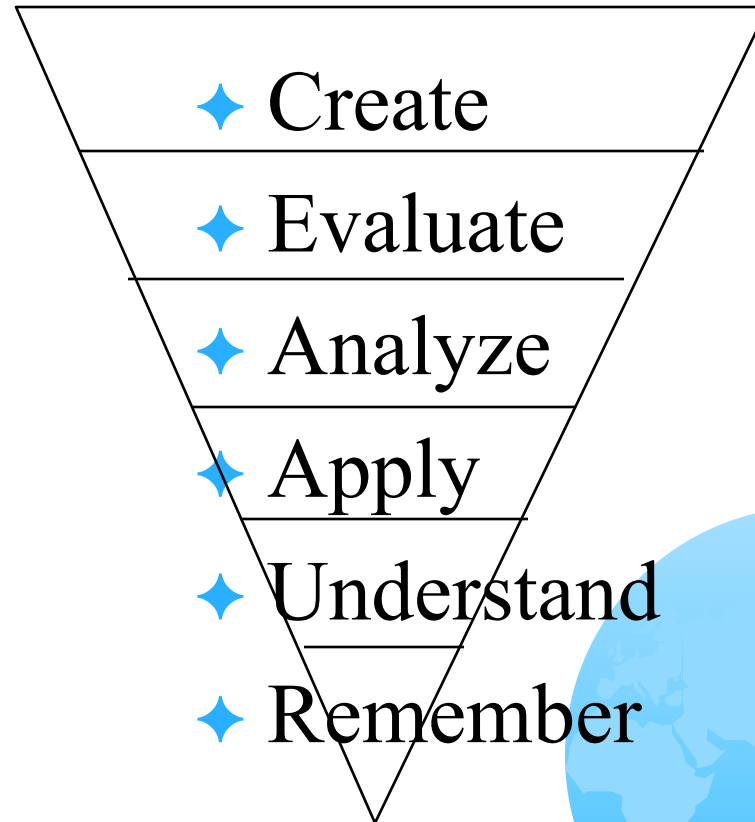 Create
Evaluate
Analyze
Apply
Understand
Remember